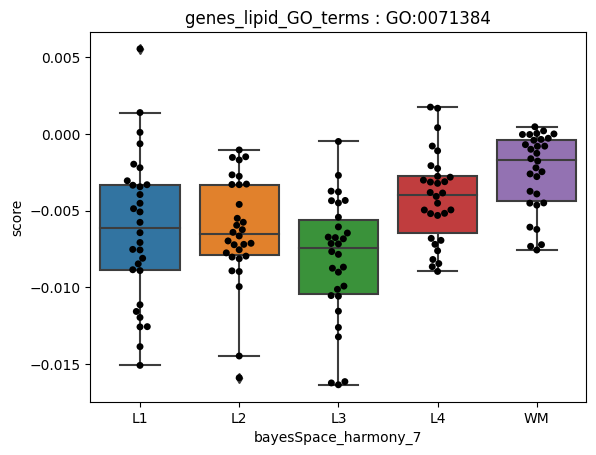 genes_lipid_GO_terms : GO:0071384
0.005
0.000
−0.005
−0.010
−0.015
score
L1 L2 L3 L4 WM
bayesSpace_harmony_7